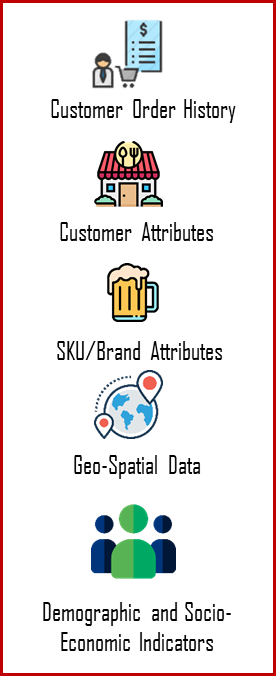 $
Customer Order History
Customer Attributes
SKU/Brand Attributes
Geo-Spatial Data
Demographic and Socio-
Economic Indicators